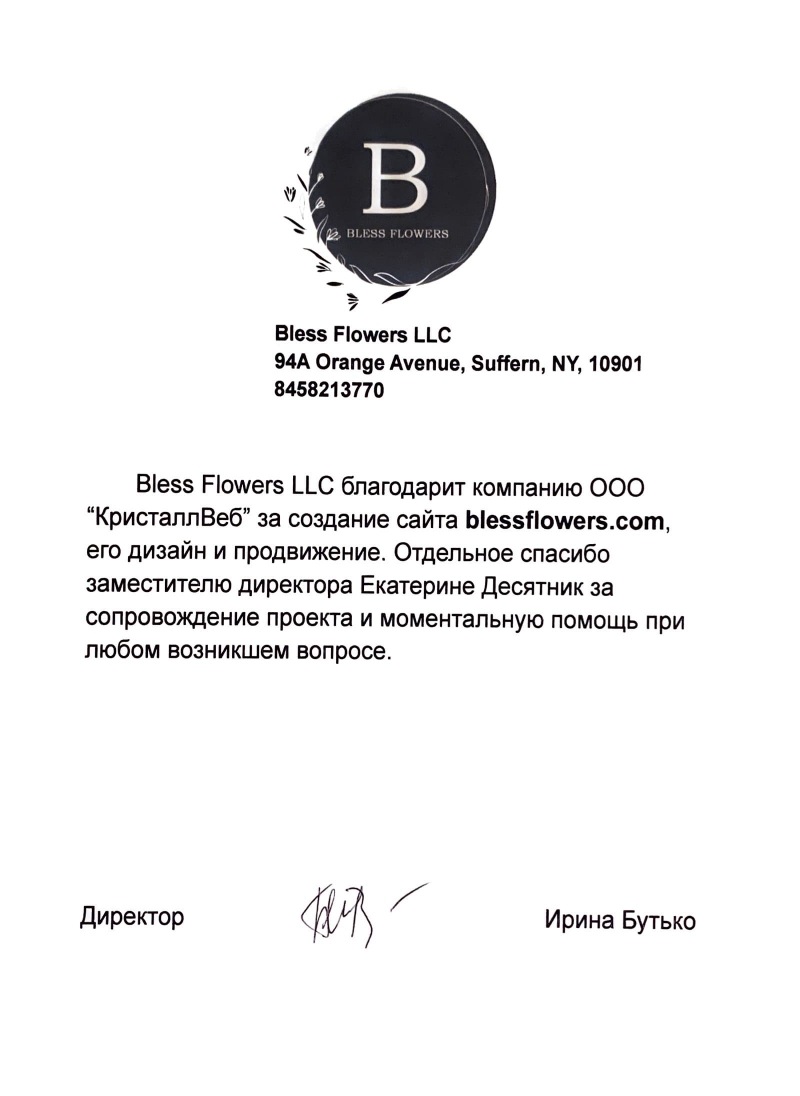 B
BLESS FLOWERS
Bless Flowers LLC
94A Orange Avenue, Suffern, NY, 10901
8458213770
Bless Flowers LLC благодарит компанию ООО
“КристаллВеб” за создание сайта blessflowers.com,
его дизайн и продвижение. Отдельное спасибо
заместителю директора Екатерине Десятник за
сопровождение проекта и моментальную помощь при
любом возникшем вопросе.
Директор
Ирина Бутько